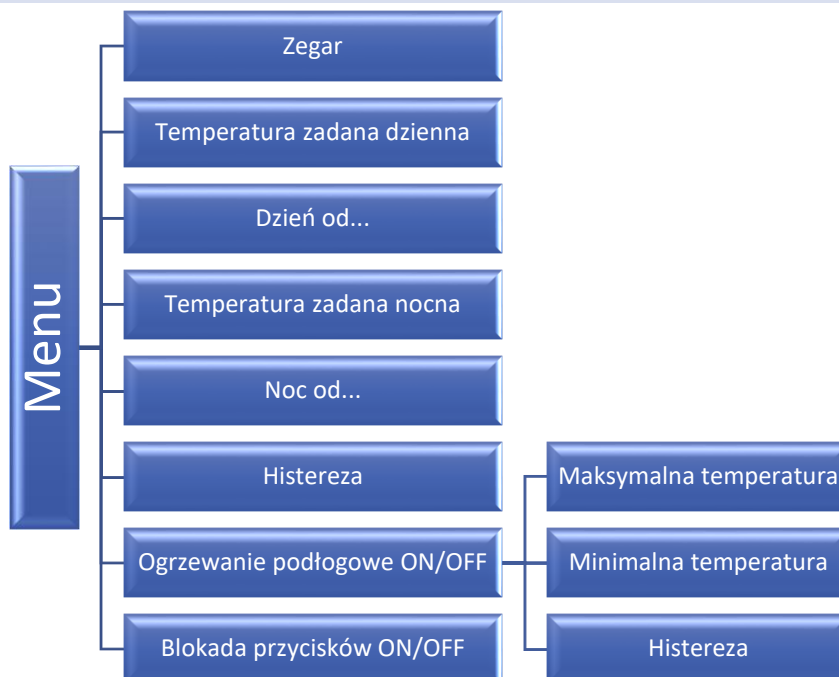 Menu
Zegar
Temperatura zadana dzienna
Dzień od...
Temperatura zadana nocna
Noc od...
Histereza
Ogrzewanie podłogowe ON/OFF
Maksymalna temperatura
Minimalna temperatura
Histereza
Blokada przycisków ON/OFF